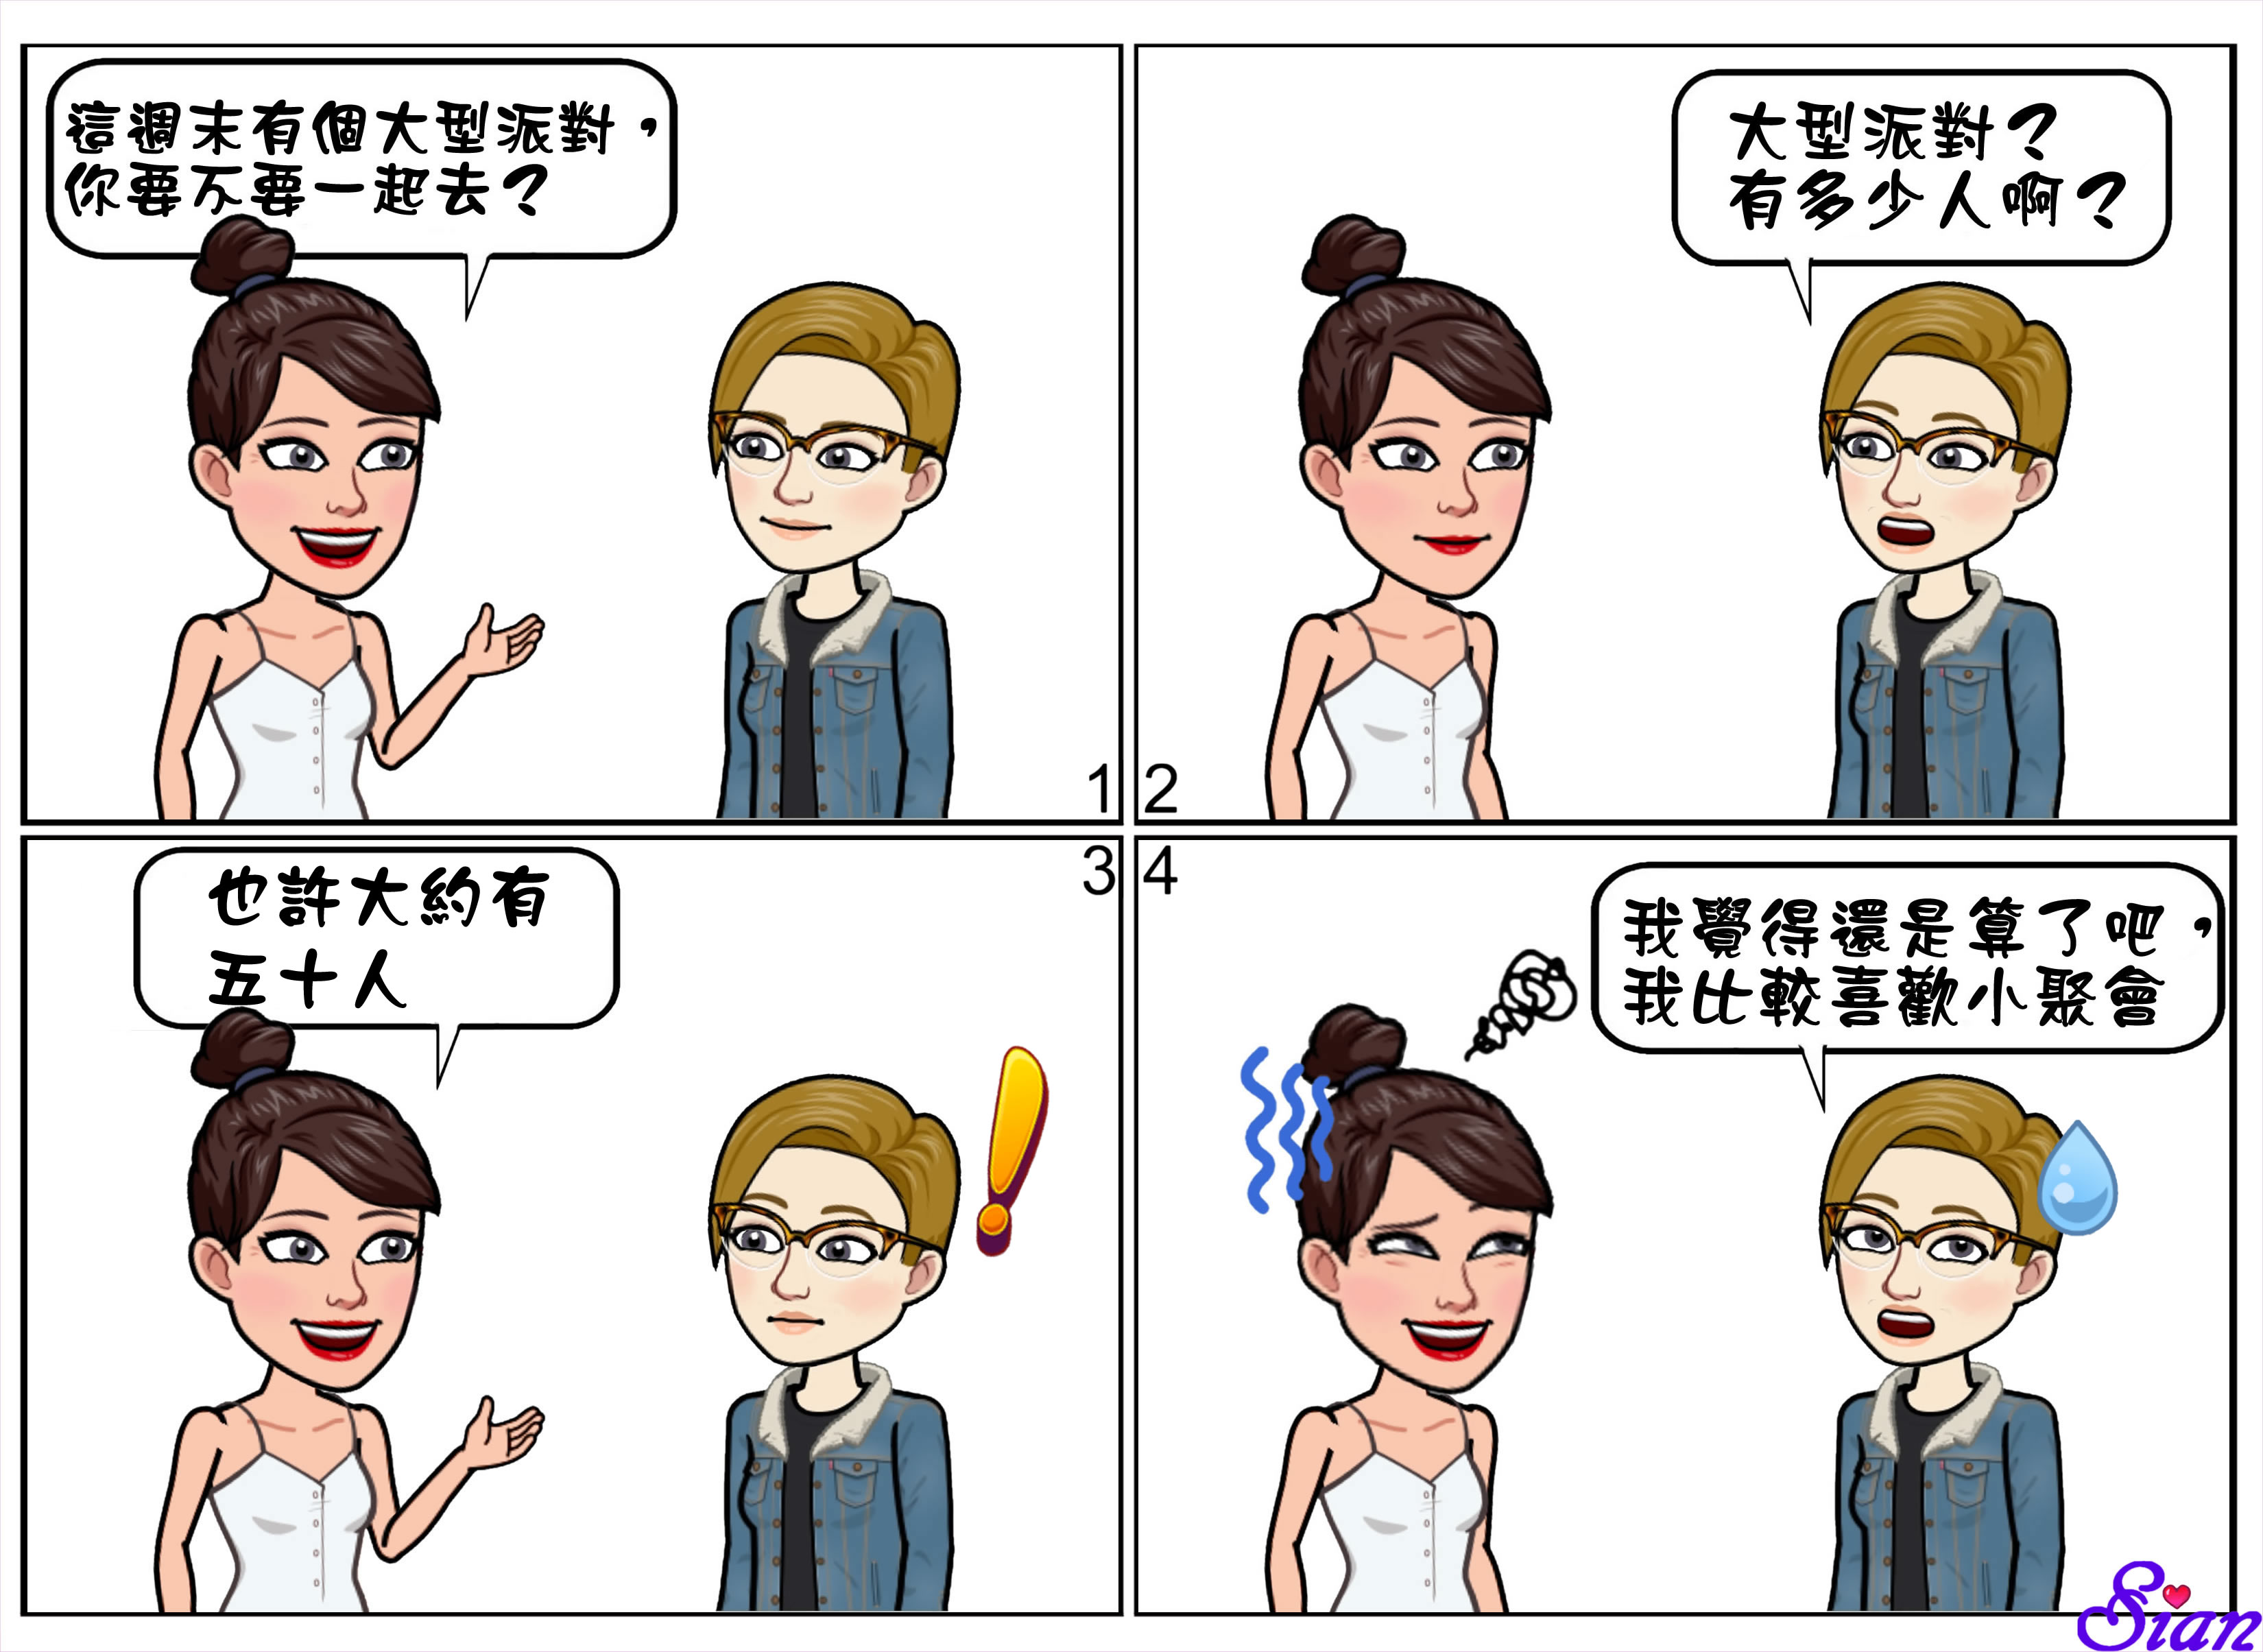 這週末有個大型派對，
你要不要一起去？
大型派對？
有多少人啊？
1
2
也許大約有
五十人
3
4
我覺得還是算了吧，
我比較喜歡小聚會
Sian